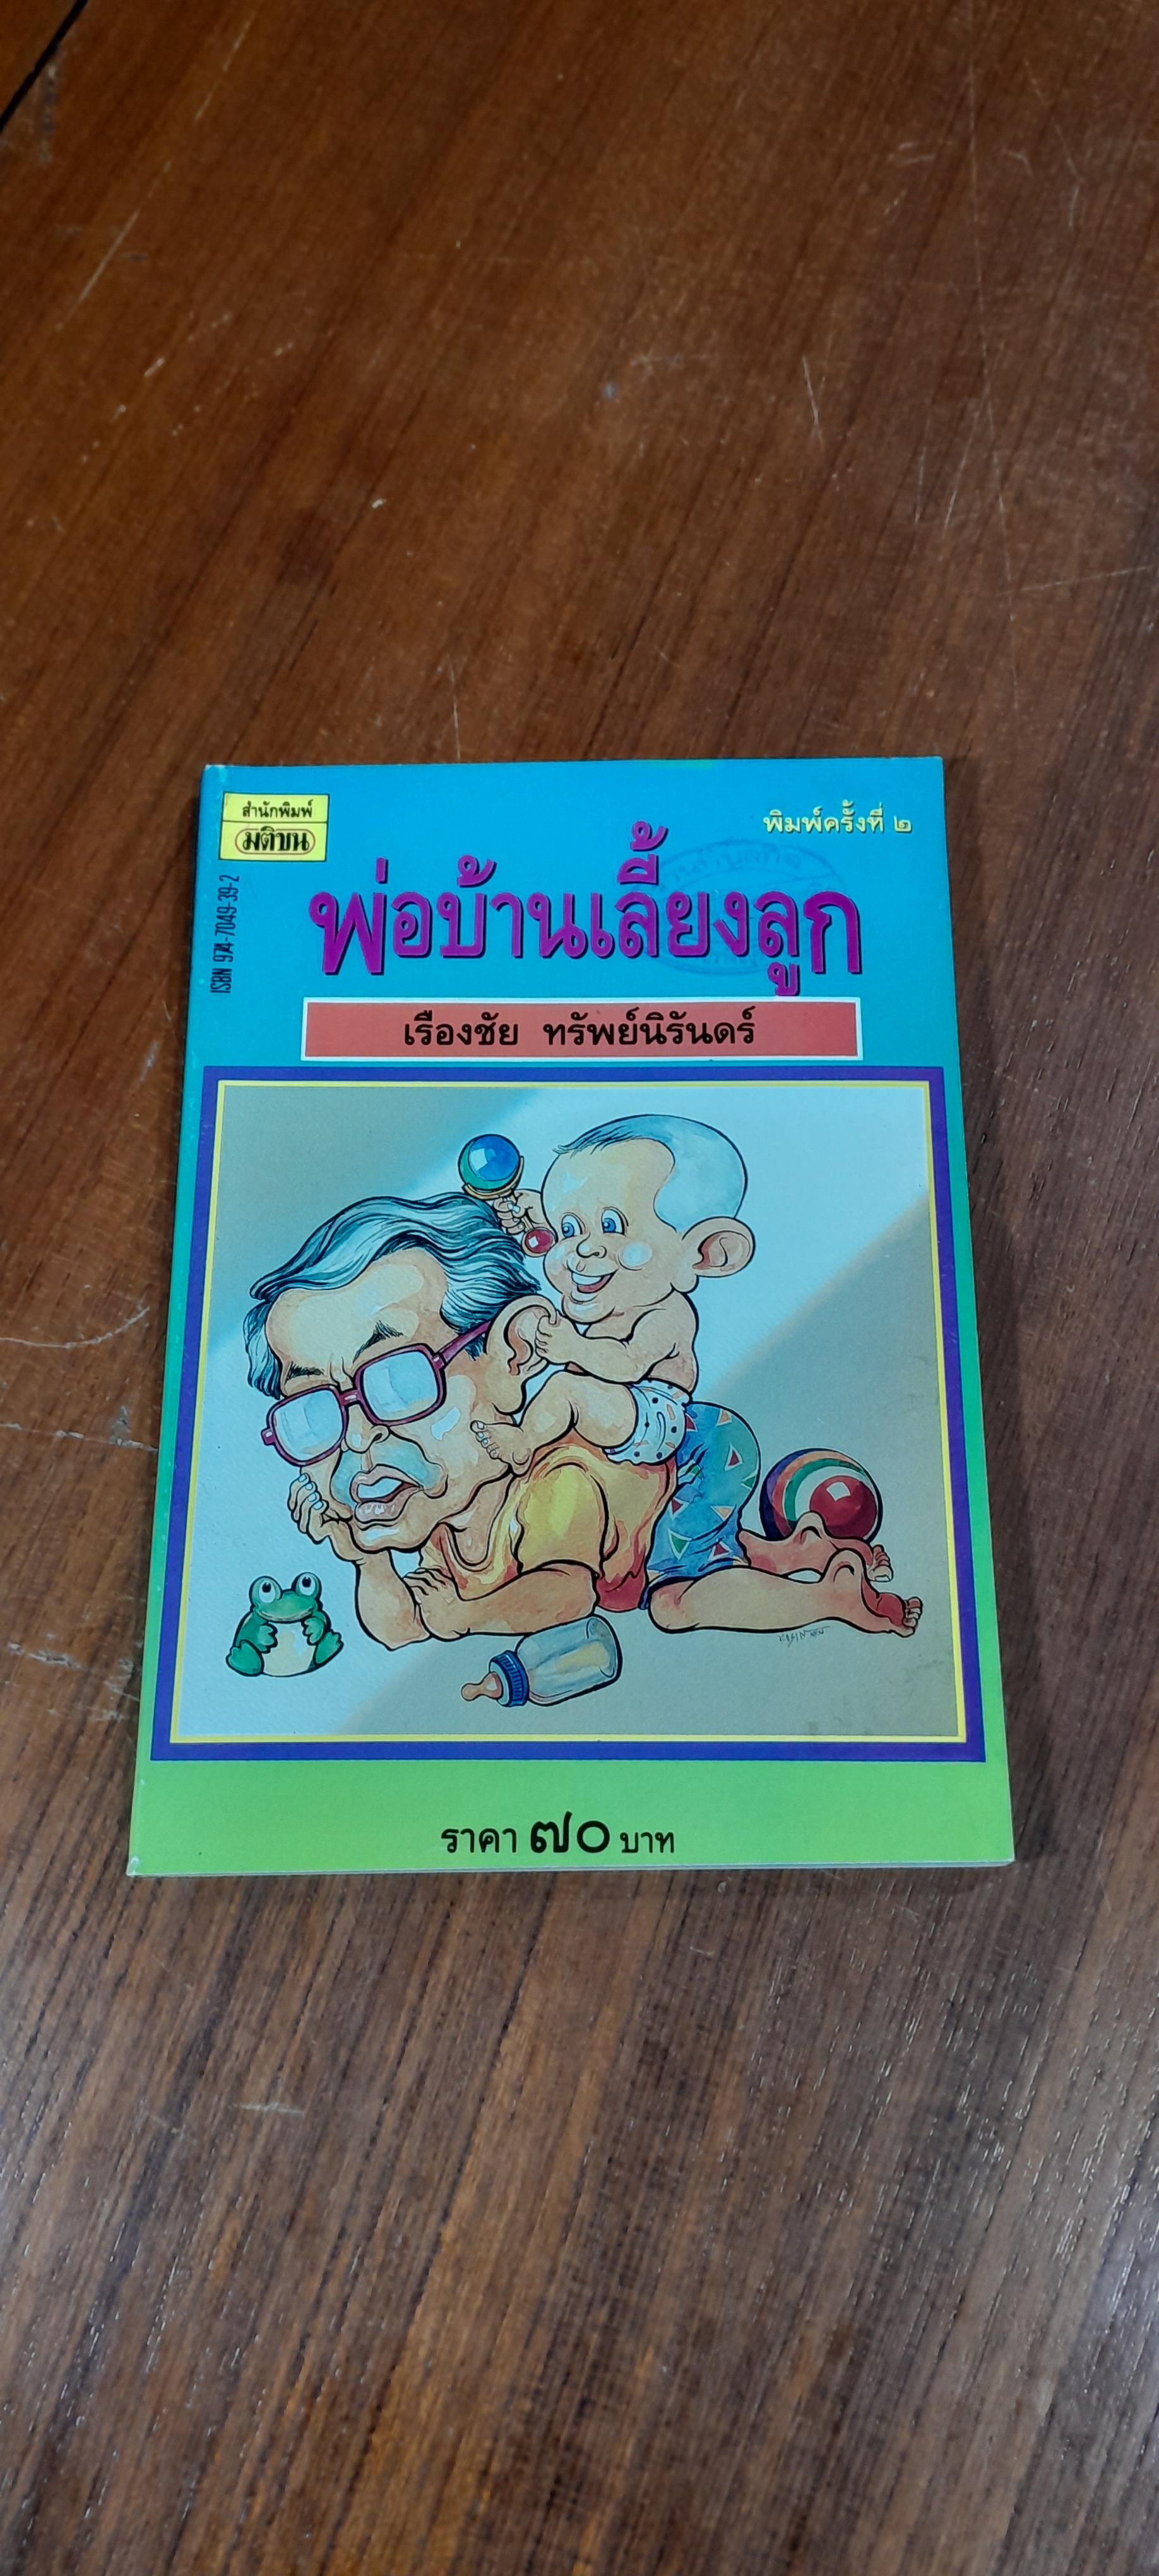 สำนักพิมพ์
มติชน
พิมพ์ครั้งที่ ๒
ISBN 974-7049-39-2
พ่อบ้านเลี้ยงลูก
เรืองชัย ทรัพย์นิรันดร์
ราคา ๗๐ บาท